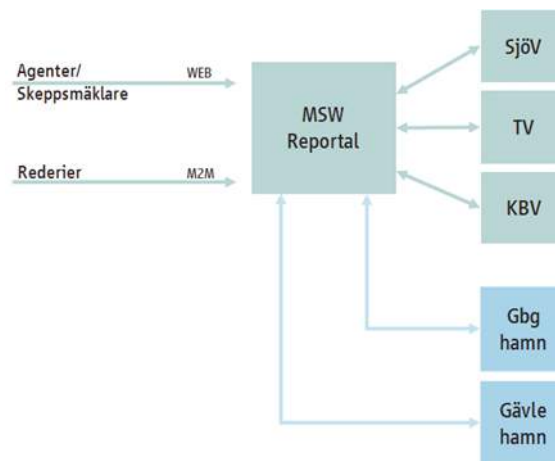 Agenter/
Skeppsmäklare
WEB
Rederier
M2M
MSW
Reportal
SjöV
TV
KBV
Gbg
hamn
Gävle
hamn